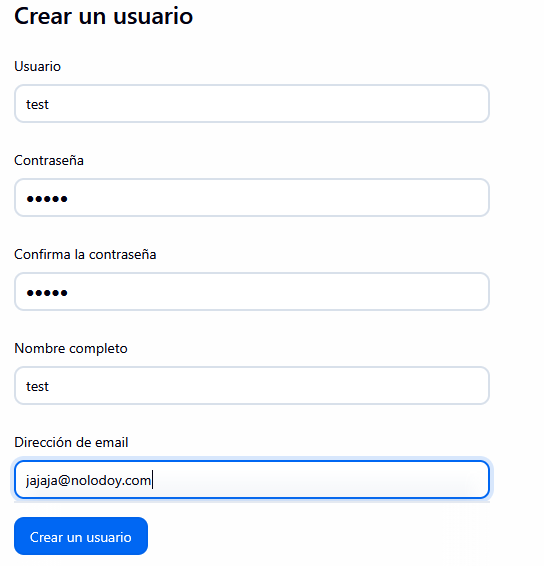 Crear un usuario
Usuario
test
Contraseña
●●●●●
Confirma la contraseña
●●●●●
Nombre completo
test
Dirección de email
jajaja@nolodoy.com
Crear un usuario